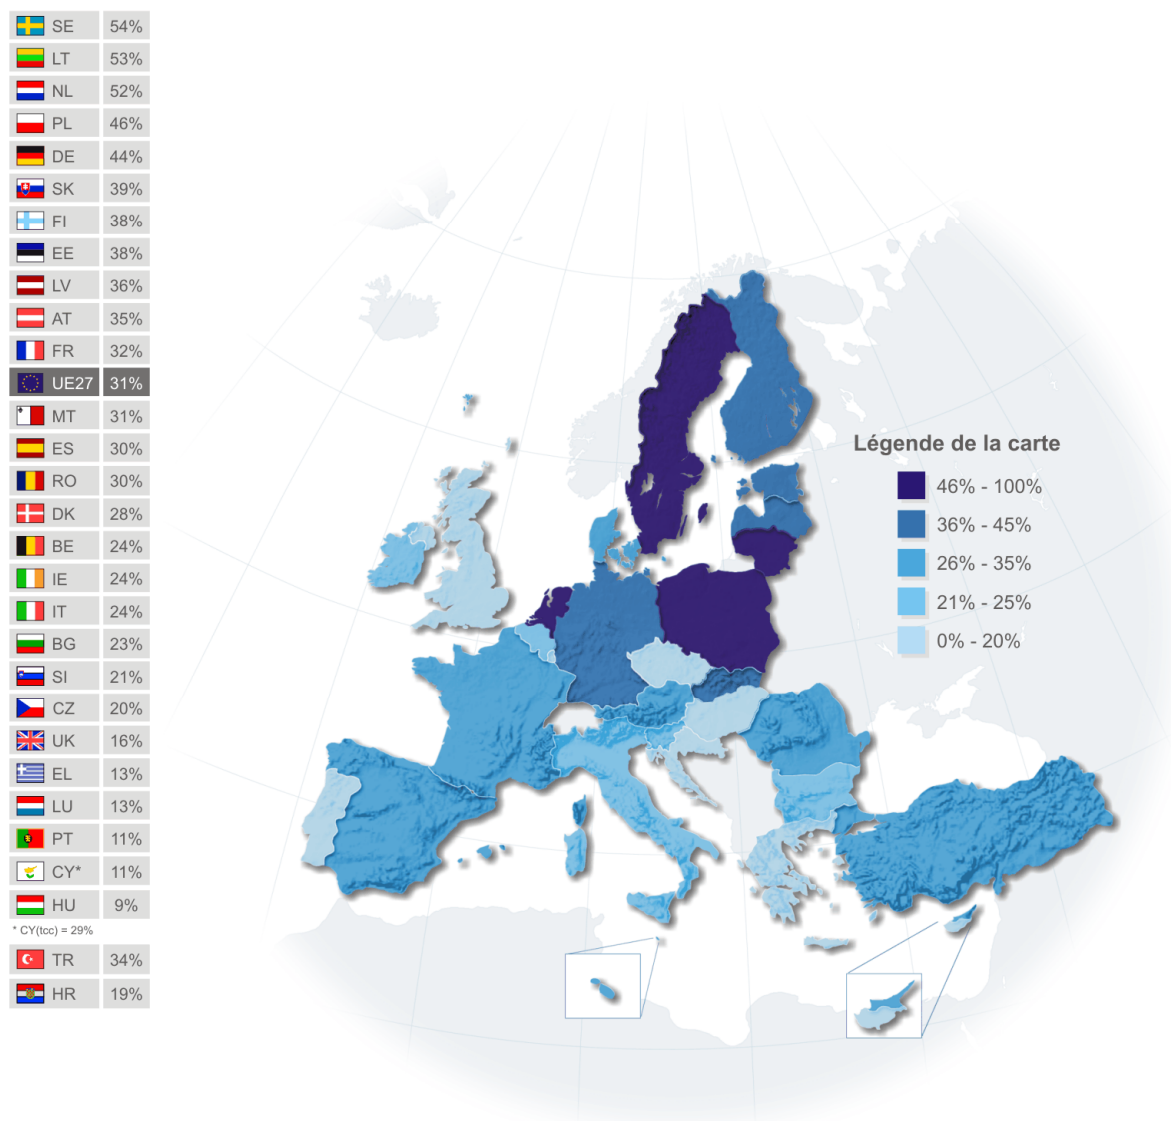 SE 54%
LT 53%
NL 52%
PL 46%
DE 44%
SK 39%
FI 38%
EE 38%
LV 36%
AT 35%
FR 32%
UE27 31%
MT 31%
ES 30%
RO 30%
DK 28%
BE 24%
IE 24%
IT 24%
BG 23%
SI 21%
CZ 20%
UK 16%
EL 13%
LU 13%
PT 11%
CY* 11%
HU 9%
* CY(tcc) = 29%
TR 34%
HR 19%
Légende de la carte
46% - 100%
36% - 45%
26% - 35%
21% - 25%
0% - 20%